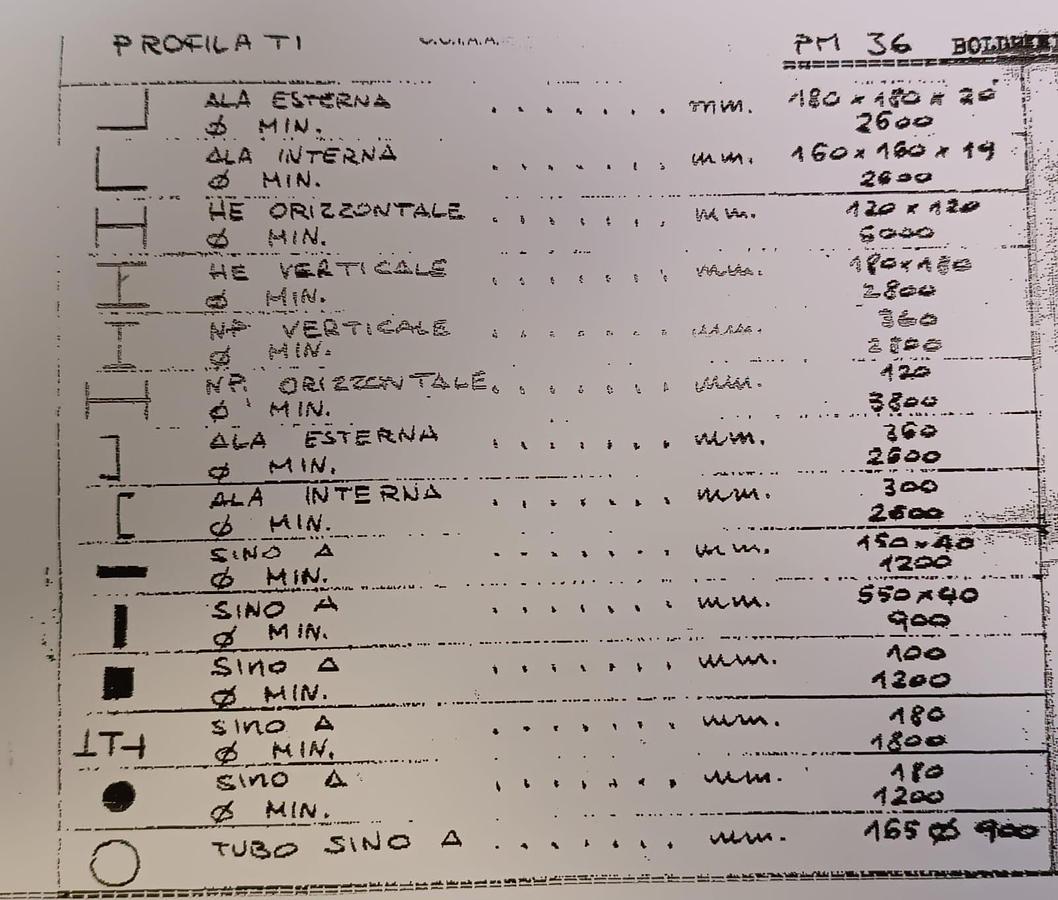 PROFILATI PM 36
ALA ESTERNA ....... mm. 180 x 180 x 20
Ø MIN. 2600
ALA INTERNA ....... mm. 160 x 160 x 19
Ø MIN. 2600
HE ORIZZONTALE ....... mm. 120 x 120
Ø MIN. 6000
HE VERTICALE ....... mm. 180 x 180
Ø MIN. 2800
NP VERTICALE ....... mm. 360
Ø MIN. 2800
NP. ORIZZONTALE ....... mm. 120
Ø MIN. 3800
ALA ESTERNA ....... mm. 360
Ø MIN. 2600
ALA INTERNA ....... mm. 300
Ø MIN. 2600
SINO A ....... mm. 150 x 40
Ø MIN. 1200
SINO A ....... mm. 550 x 40
Ø MIN. 900
SINO A ....... mm. 100
Ø MIN. 1200
SINO A ....... mm. 180
Ø MIN. 1800
SINO A ....... mm. 180
Ø MIN. 1200
TUBO SINO A ....... mm. 165 Ø 900